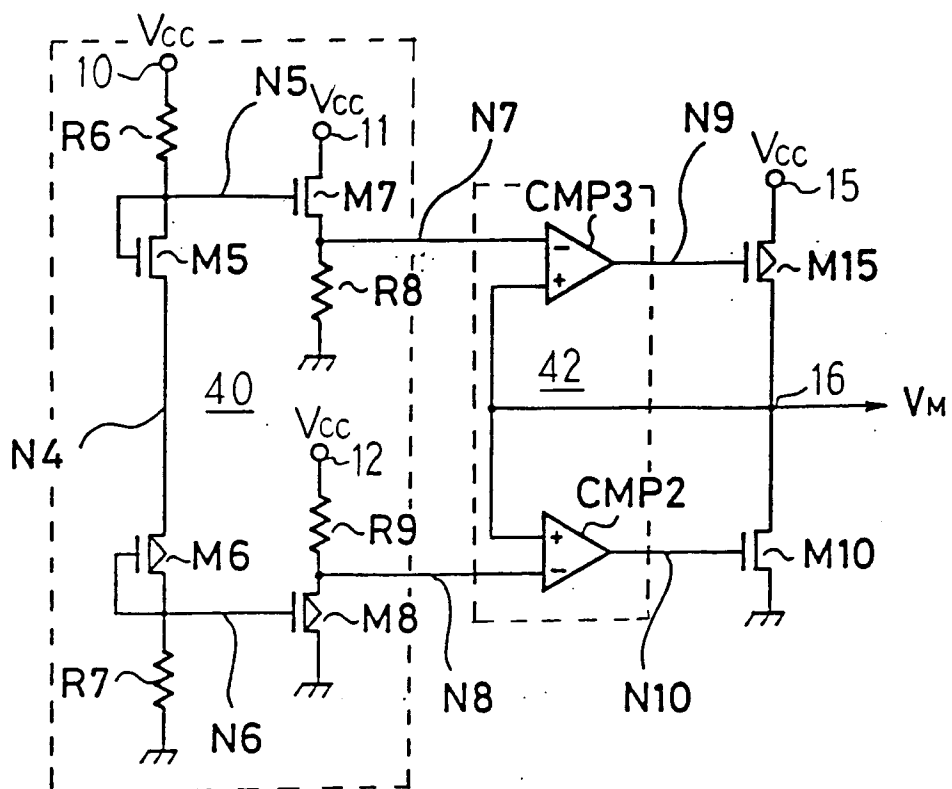 Vcc
10
N5
Vcc
11
R6
M7
N7
N9
Vcc
15
CMP3
M5
R8
−
+
M15
40
42
16
VM
N4
Vcc
12
CMP2
R9
+
−
M6
M10
M8
R7
N6
N8
N10